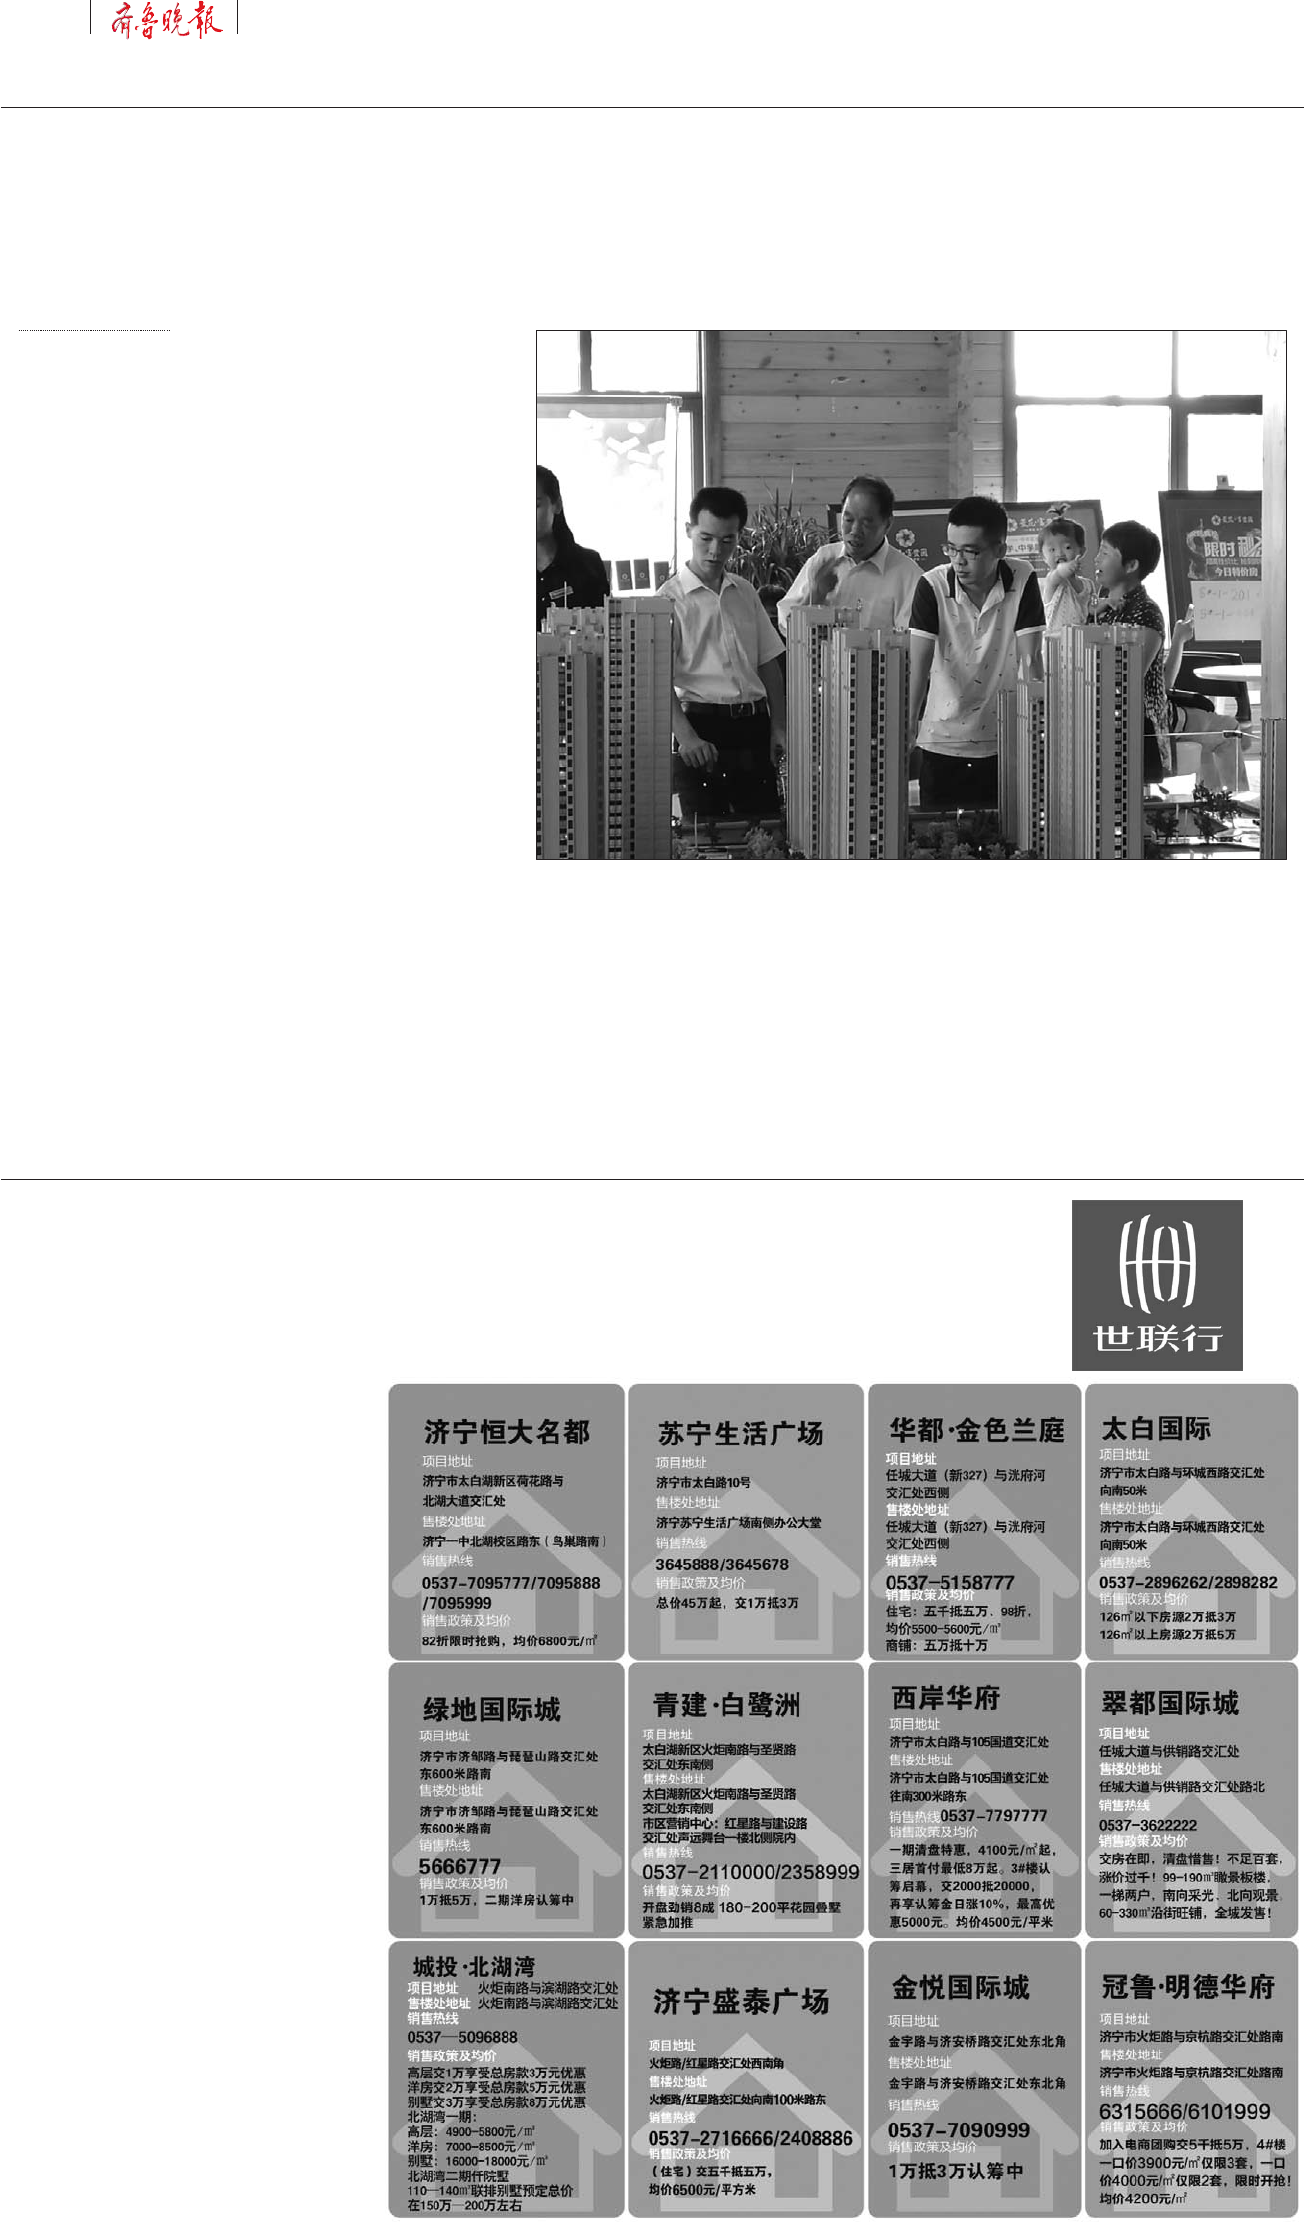 齐鲁晚报
限时秒
今日特价房
世联行
济宁恒大名都
项目地址
济宁市太白湖新区荷花路与
北湖大道交汇处
售楼处地址
济宁一中北湖校区路东（鸟巢路南）
销售热线
0537-7095777/7095888
/7095999
销售政策及均价
82折限时抢购，均价6800元/㎡
苏宁生活广场
项目地址
济宁市太白路10号
售楼处地址
济宁苏宁生活广场南侧办公大堂
销售热线
3645888/3645678
销售政策及均价
总价45万起，交1万抵3万
华都·金色兰庭
项目地址
任城大道（新327）与洸府河
交汇处西侧
售楼处地址
任城大道（新327）与洸府河
交汇处西侧
销售热线
0537-5158777
销售政策及均价
住宅：五千抵五万、98折，
均价5500-5600元/㎡
商铺：五万抵十万
太白国际
项目地址
济宁市太白路与环城西路交汇处
向南50米
售楼处地址
济宁市太白路与环城西路交汇处
向南50米
销售热线
0537-2896262/2898282
销售政策及均价
126㎡以下房源2万抵3万
126㎡以上房源2万抵5万
绿地国际城
项目地址
济宁市济邹路与琵琶山路交汇处
东600米路南
售楼处地址
济宁市济邹路与琵琶山路交汇处
东600米路南
销售热线
5666777
销售政策及均价
1万抵5万，二期洋房认筹中
青建·白鹭洲
项目地址
太白湖新区火炬南路与圣贤路
交汇处东南侧
售楼处地址
太白湖新区火炬南路与圣贤路
交汇处东南侧
市区营销中心：红星路与建设路
交汇处声远舞台一楼北侧院内
销售热线
0537-2110000/2358999
销售政策及均价
开盘劲销8成 180-200平花园叠墅
紧急加推
西岸华府
项目地址
济宁市太白路与105国道交汇处
售楼处地址
济宁市太白路与105国道交汇处
往南300米路东
销售热线0537-7797777
销售政策及均价
一期清盘特惠，4100元/㎡起，
三居首付最低8万起。3#楼认
筹启幕，交2000抵20000，
再享认筹金日涨10%，最高优
惠5000元。均价4500元/平米
翠都国际城
项目地址
任城大道与供销路交汇处
售楼处地址
任城大道与供销路交汇处路北
销售热线
0537-3622222
销售政策及均价
交房在即，清盘惜售！不足百套，
涨价过千！99-190㎡瞰景板楼，
一梯两户，南向采光、北向观景，
60-330㎡沿街旺铺，全城发售！
城投·北湖湾
项目地址 火炬南路与滨湖路交汇处
售楼处地址 火炬南路与滨湖路交汇处
销售热线
0537—5096888
销售政策及均价
高层交1万享受总房款3万元优惠
洋房交2万享受总房款5万元优惠
别墅交3万享受总房款8万元优惠
北湖湾一期：
高层：4900-5800元/㎡
洋房：7000-8500元/㎡
别墅：16000-18000元/㎡
北湖湾二期仟院墅
110—140㎡联排别墅预定总价
在150万—200万左右
济宁盛泰广场
项目地址
火炬路/红星路交汇处西南角
售楼处地址
火炬路/红星路交汇处向南100米路东
销售热线
0537-2716666/2408886
销售政策及均价
（住宅）交五千抵五万，
均价6500元/平方米
金悦国际城
项目地址
金宇路与济安桥路交汇处东北角
售楼处地址
金宇路与济安桥路交汇处东北角
销售热线
0537-7090999
销售政策及均价
1万抵3万认筹中
冠鲁·明德华府
项目地址
济宁市火炬路与京杭路交汇处路南
售楼处地址
济宁市火炬路与京杭路交汇处路南
销售热线
6315666/6101999
销售政策及均价
加入电商团购交5千抵5万，4#楼
一口价3900元/㎡仅限3套，一口
价4000元/㎡仅限2套，限时开抢！
均价4200元/㎡